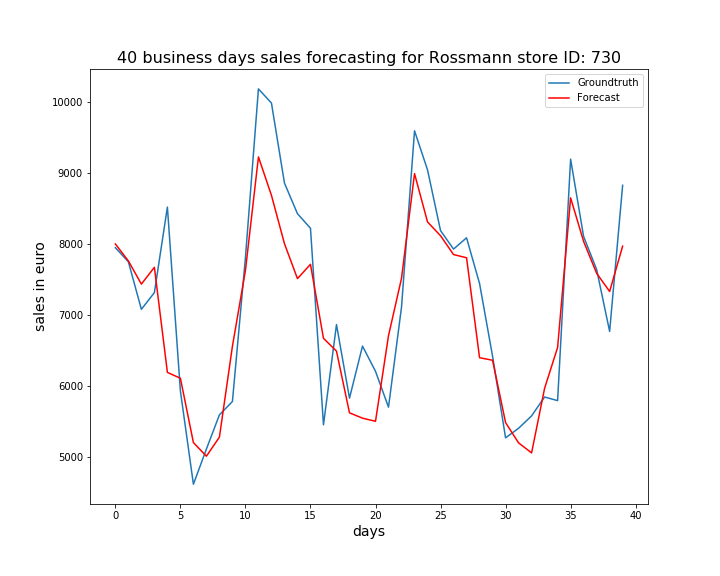 40 business days sales forecasting for Rossmann store ID: 730
Groundtruth
Forecast
10000
9000
8000
7000
6000
5000
sales in euro
0 5 10 15 20 25 30 35 40
days